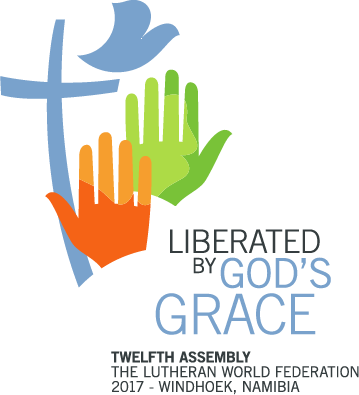 LIBERATED
BY GOD'S
GRACE
TWELFTH ASSEMBLY
THE LUTHERAN WORLD FEDERATION
2017 - WINDHOEK, NAMIBIA